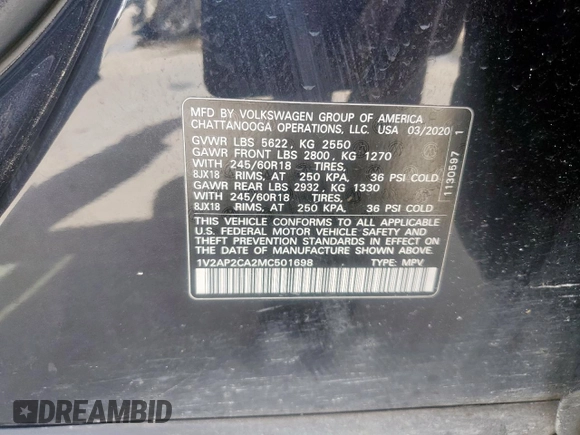 MFD BY VOLKSWAGEN GROUP OF AMERICA
CHATTANOOGA OPERATIONS, LLC. USA 03/2020
GVWR LBS 5622, KG 2550
GAWR FRONT LBS 2800, KG 1270
WITH 245/60R18 TIRES,
8JX18 RIMS, AT 250 KPA, 36 PSI COLD
GAWR REAR LBS 2932, KG 1330
WITH 245/60R18 TIRES,
8JX18 RIMS, AT 250 KPA, 36 PSI COLD
THIS VEHICLE CONFORMS TO ALL APPLICABLE
U.S. FEDERAL MOTOR VEHICLE SAFETY AND
THEFT PREVENTION STANDARDS IN EFFECT ON
THE DATE OF MANUFACTURE SHOWN ABOVE.
1V2AP2CA2MC501698 TYPE: MPV
1130597 1
DREAMBID